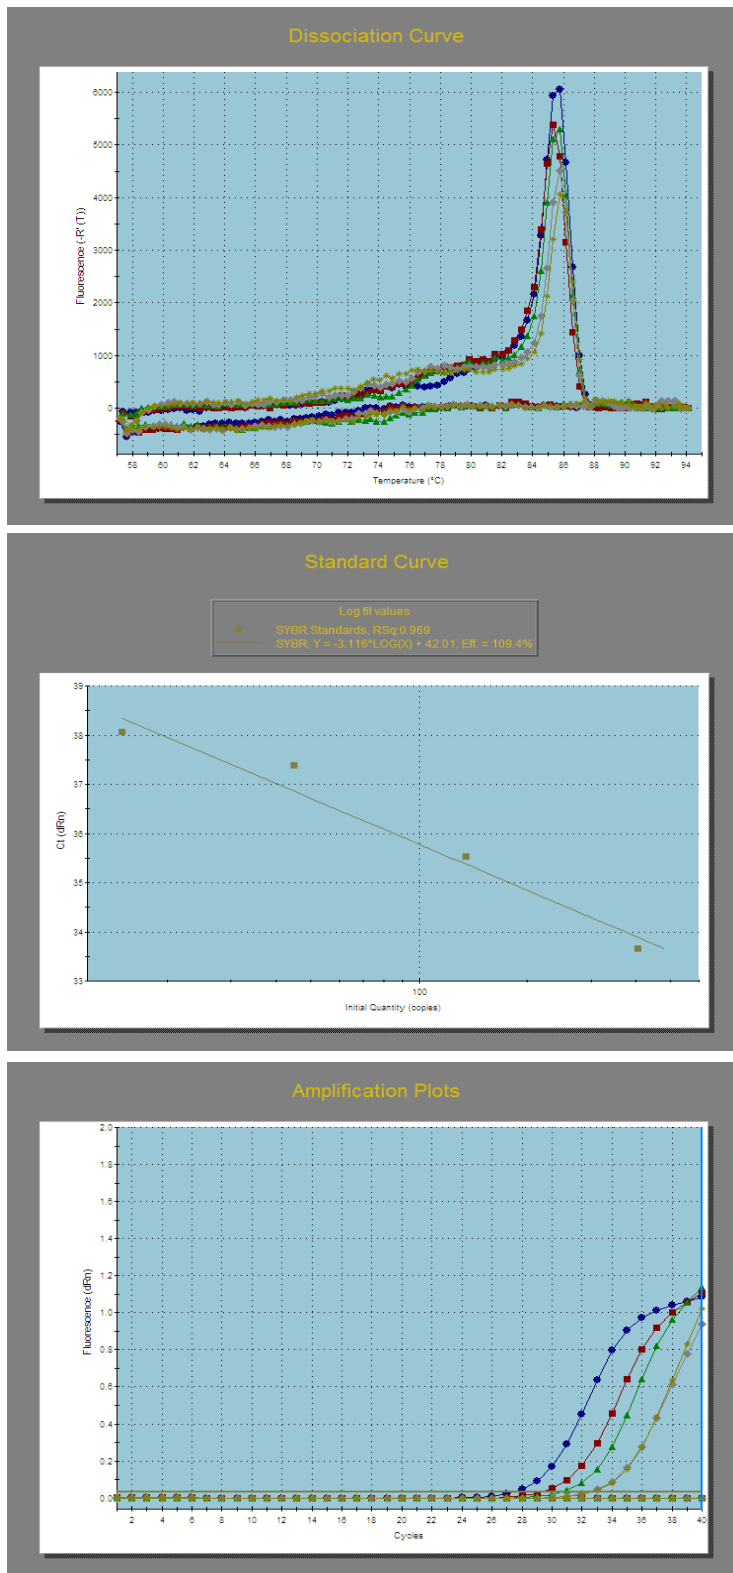 Dissociation Curve
6000
5000
4000
3000
2000
1000
0
Fluorescence (-R' (T))
58 60 62 64 66 68 70 72 74 76 78 80 82 84 86 88 90 92 94
Temperature (°C)
Standard Curve
Log fit values
SYBR Standards, RSq:0.969
SYBR, Y = -3.116*LOG(X) + 42.01, Eff. = 109.4%
39
38
37
36
35
34
33
Ct (dRn)
100
Initial Quantity (copies)
Amplification Plots
2.0
1.8
1.6
1.4
1.2
1.0
0.8
0.6
0.4
0.2
0.0
Fluorescence (dRn)
2 4 6 8 10 12 14 16 18 20 22 24 26 28 30 32 34 36 38 40
Cycles